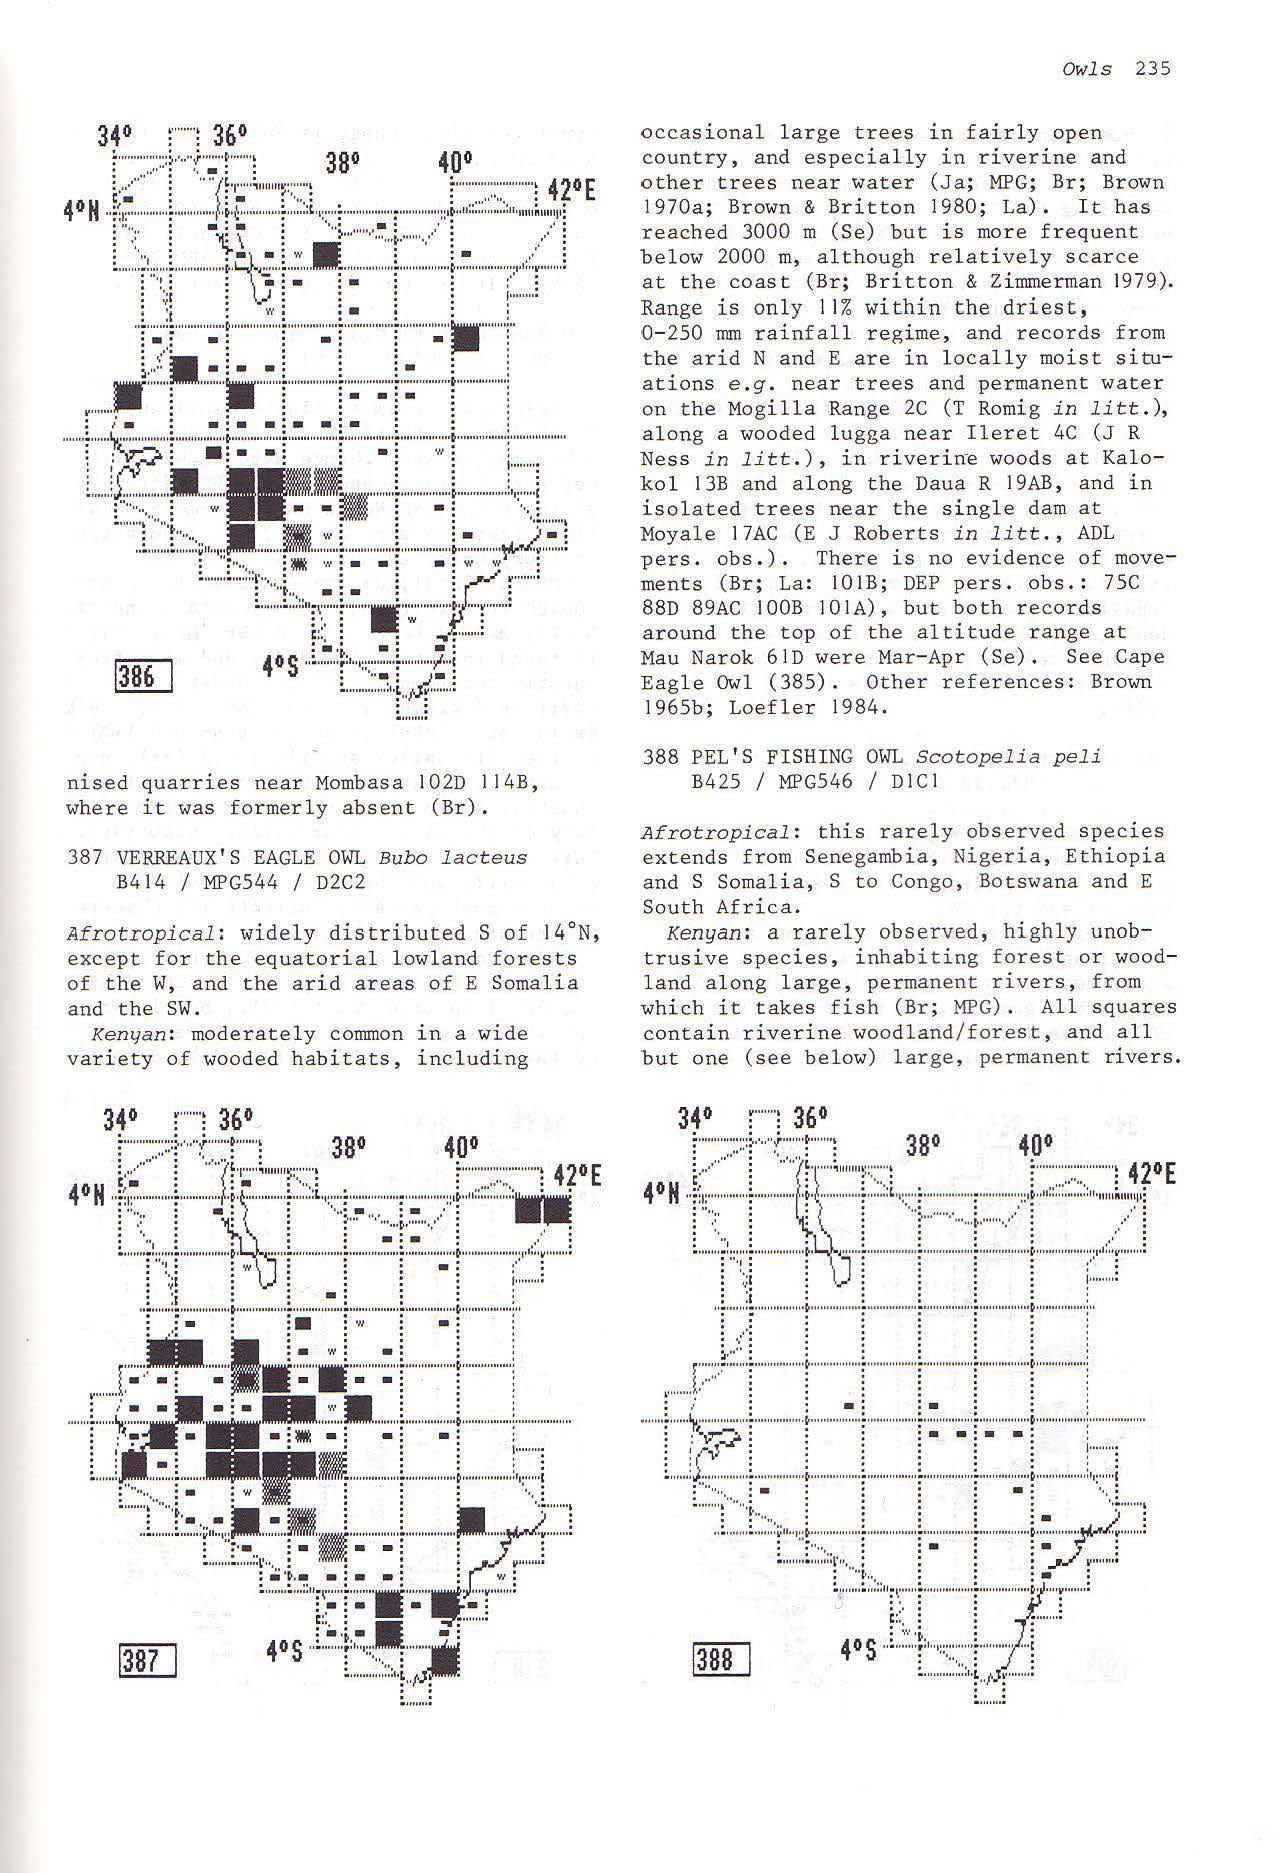 Owls 235
34° 36°
38° 40°
42°E
4°N
4°S
386
nised quarries near Mombasa 102D 114B,
where it was formerly absent (Br).
387 VERREAUX'S EAGLE OWL Bubo lacteus
B414 / MPG544 / D2C2
Afrotropical: widely distributed S of 14°N,
except for the equatorial lowland forests
of the W, and the arid areas of E Somalia
and the SW.
Kenyan: moderately common in a wide
variety of wooded habitats, including
34° 36°
38° 40°
42°E
4°N
4°S
387
occasional large trees in fairly open
country, and especially in riverine and
other trees near water (Ja; MPG; Br; Brown
1970a; Brown & Britton 1980; La). It has
reached 3000 m (Se) but is more frequent
below 2000 m, although relatively scarce
at the coast (Br; Britton & Zimmerman 1979).
Range is only 11% within the driest,
0-250 mm rainfall regime, and records from
the arid N and E are in locally moist situ-
ations e.g. near trees and permanent water
on the Mogilla Range 2C (T Romig in litt.),
along a wooded lugga near Ileret 4C (J R
Ness in litt.), in riverine woods at Kalo-
kol 13B and along the Daua R 19AB, and in
isolated trees near the single dam at
Moyale 17AC (E J Roberts in litt., ADL
pers. obs.). There is no evidence of move-
ments (Br; La: 101B; DEP pers. obs.: 75C
88D 89AC 100B 101A), but both records
around the top of the altitude range at
Mau Narok 61D were Mar-Apr (Se). See Cape
Eagle Owl (385). Other references: Brown
1965b; Loefler 1984.
388 PEL'S FISHING OWL Scotopelia peli
B425 / MPG546 / D1C1
Afrotropical: this rarely observed species
extends from Senegambia, Nigeria, Ethiopia
and S Somalia, S to Congo, Botswana and E
South Africa.
Kenyan: a rarely observed, highly unob-
trusive species, inhabiting forest or wood-
land along large, permanent rivers, from
which it takes fish (Br; MPG). All squares
contain riverine woodland/forest, and all
but one (see below) large, permanent rivers.
34° 36°
38° 40°
42°E
4°N
4°S
388